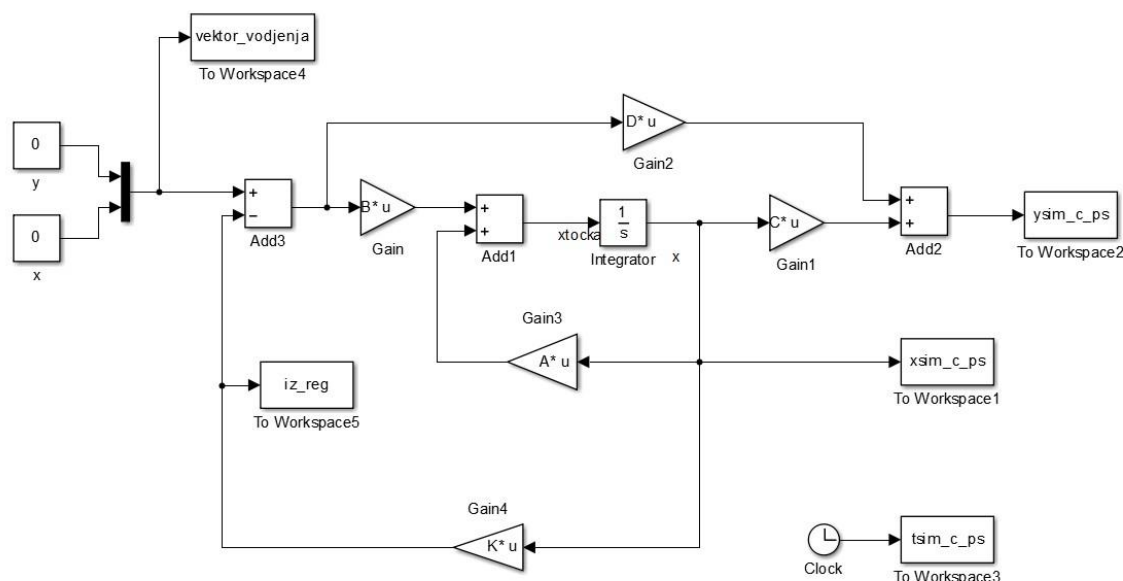 vektor_vodjenja
To Workspace4
0
y
0
x
+
−
Add3
B* u
Gain
D* u
Gain2
+
+
Add1
xtocka
1
s
Integrator
x
C* u
Gain1
+
+
Add2
ysim_c_ps
To Workspace2
Gain3
A* u
xsim_c_ps
To Workspace1
iz_reg
To Workspace5
Gain4
K* u
Clock
tsim_c_ps
To Workspace3